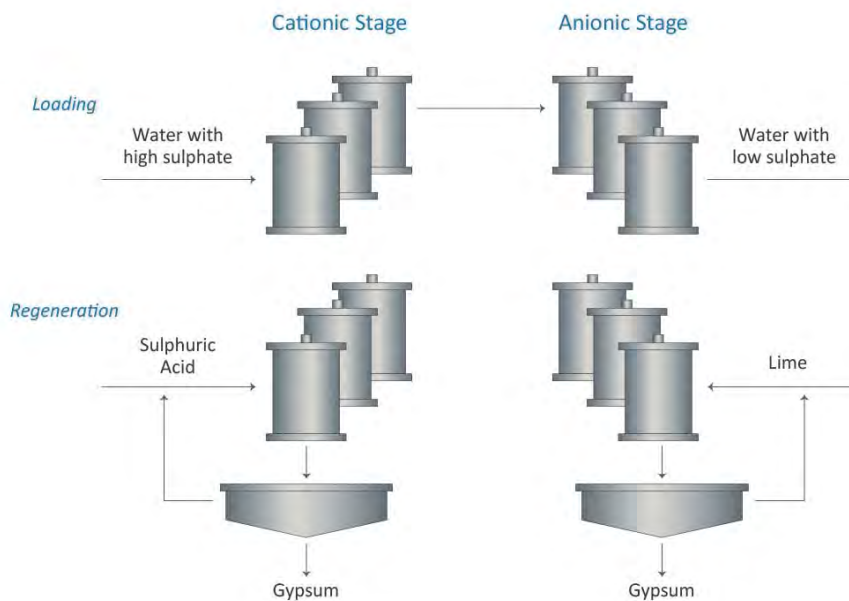 Cationic Stage
Anionic Stage
Loading
Water with
high sulphate
Water with
low sulphate
Regeneration
Sulphuric
Acid
Lime
Gypsum
Gypsum